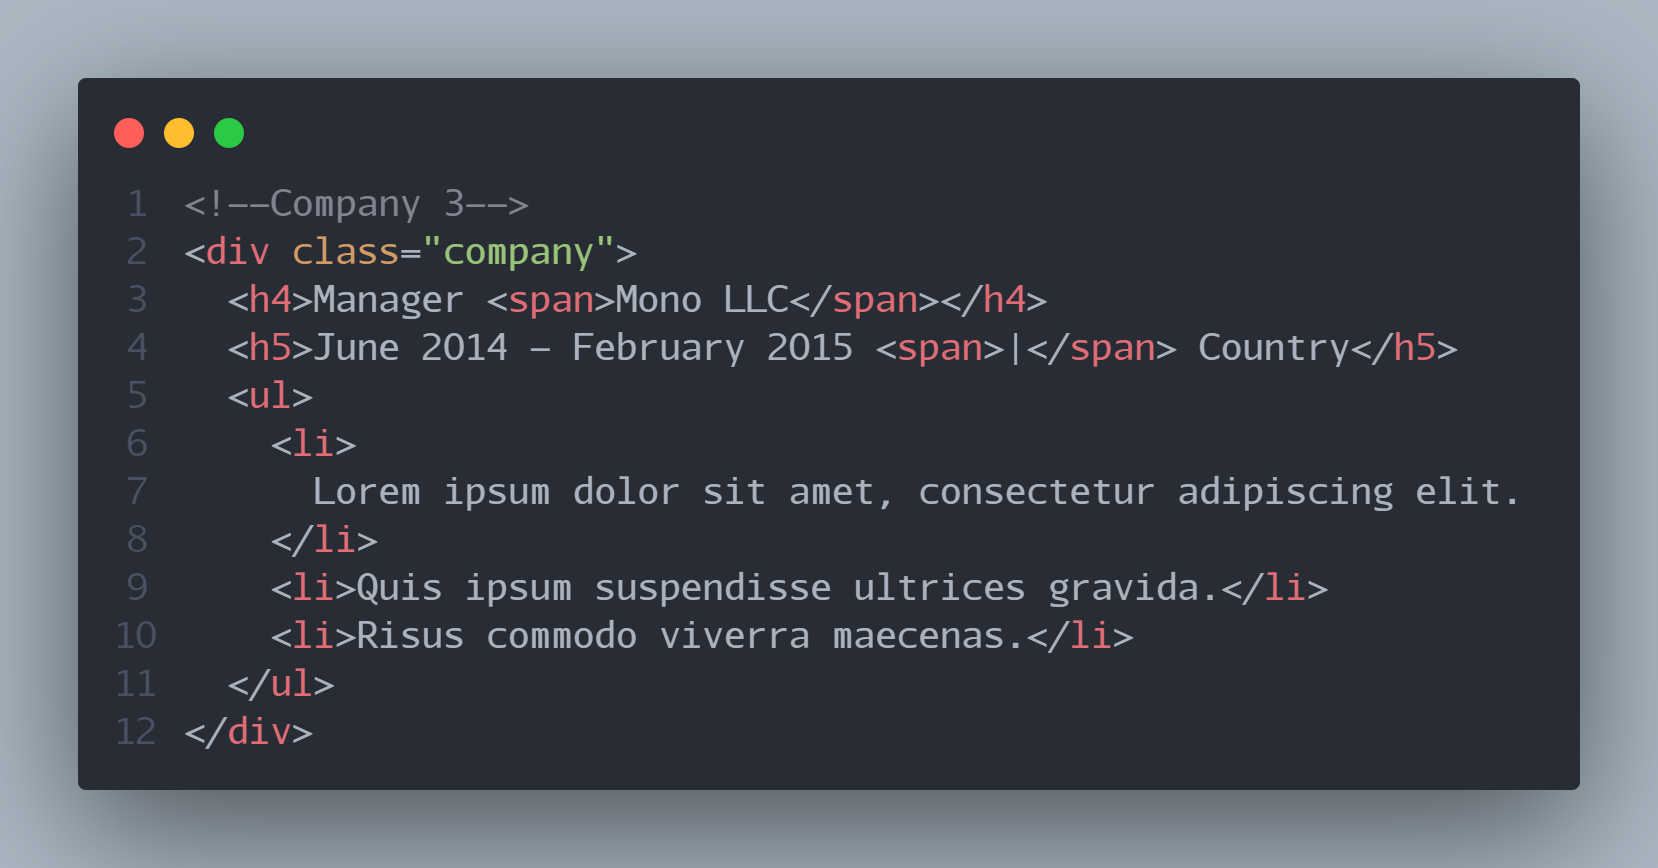 1 <!--Company 3-->
2 <div class="company">
3   <h4>Manager <span>Mono LLC</span></h4>
4   <h5>June 2014 - February 2015 <span>|</span> Country</h5>
5   <ul>
6     <li>
7       Lorem ipsum dolor sit amet, consectetur adipiscing elit.
8     </li>
9     <li>Quis ipsum suspendisse ultrices gravida.</li>
10     <li>Risus commodo viverra maecenas.</li>
11   </ul>
12 </div>